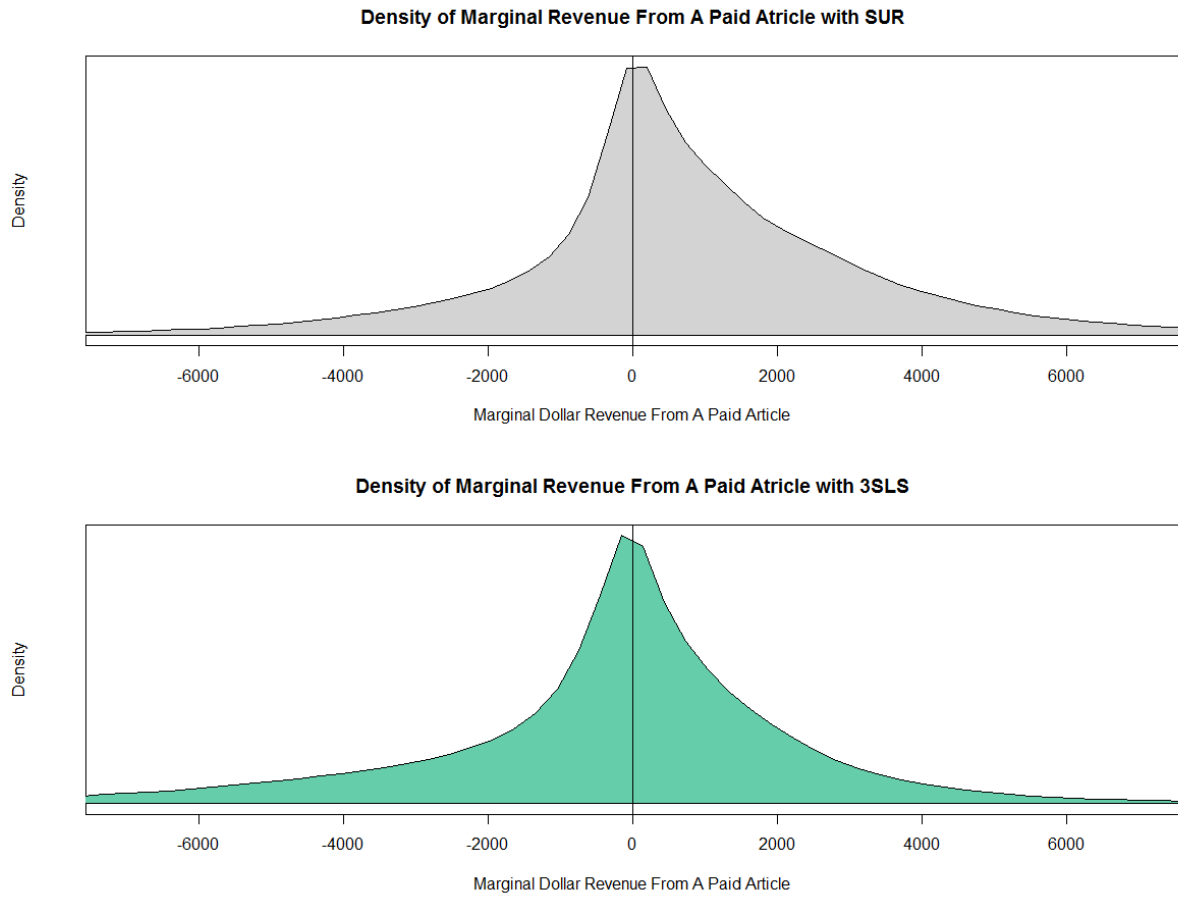 Density of Marginal Revenue From A Paid Atricle with SUR
Density
-6000 -4000 -2000 0 2000 4000 6000
Marginal Dollar Revenue From A Paid Article
Density of Marginal Revenue From A Paid Atricle with 3SLS
Density
-6000 -4000 -2000 0 2000 4000 6000
Marginal Dollar Revenue From A Paid Article